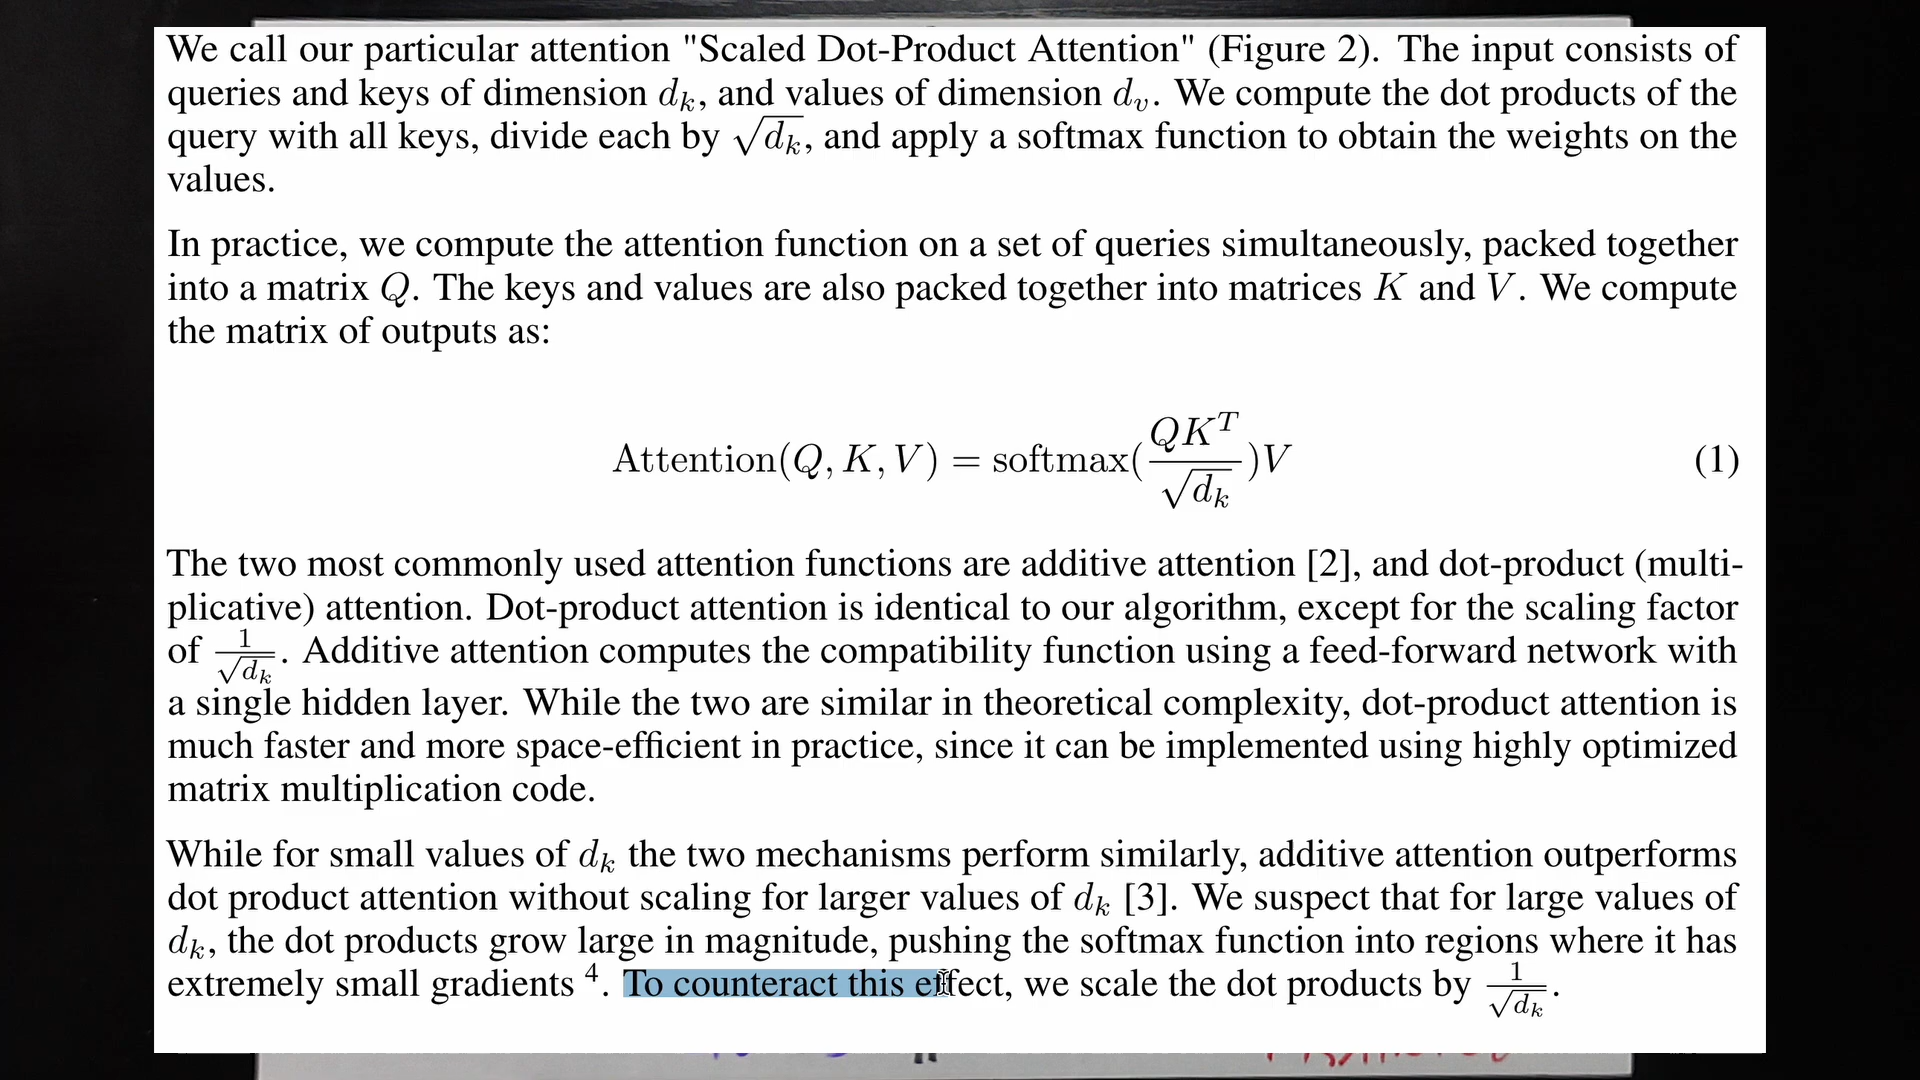 We call our particular attention "Scaled Dot-Product Attention" (Figure 2). The input consists of
queries and keys of dimension d_k, and values of dimension d_v. We compute the dot products of the
query with all keys, divide each by √d_k, and apply a softmax function to obtain the weights on the
values.
In practice, we compute the attention function on a set of queries simultaneously, packed together
into a matrix Q. The keys and values are also packed together into matrices K and V. We compute
the matrix of outputs as:
Attention(Q, K, V) = softmax(QK^T/√d_k)V (1)
The two most commonly used attention functions are additive attention [2], and dot-product (multi-
plicative) attention. Dot-product attention is identical to our algorithm, except for the scaling factor
of 1/√d_k. Additive attention computes the compatibility function using a feed-forward network with
a single hidden layer. While the two are similar in theoretical complexity, dot-product attention is
much faster and more space-efficient in practice, since it can be implemented using highly optimized
matrix multiplication code.
While for small values of d_k the two mechanisms perform similarly, additive attention outperforms
dot product attention without scaling for larger values of d_k [3]. We suspect that for large values of
d_k, the dot products grow large in magnitude, pushing the softmax function into regions where it has
extremely small gradients ⁴. To counteract this effect, we scale the dot products by 1/√d_k.